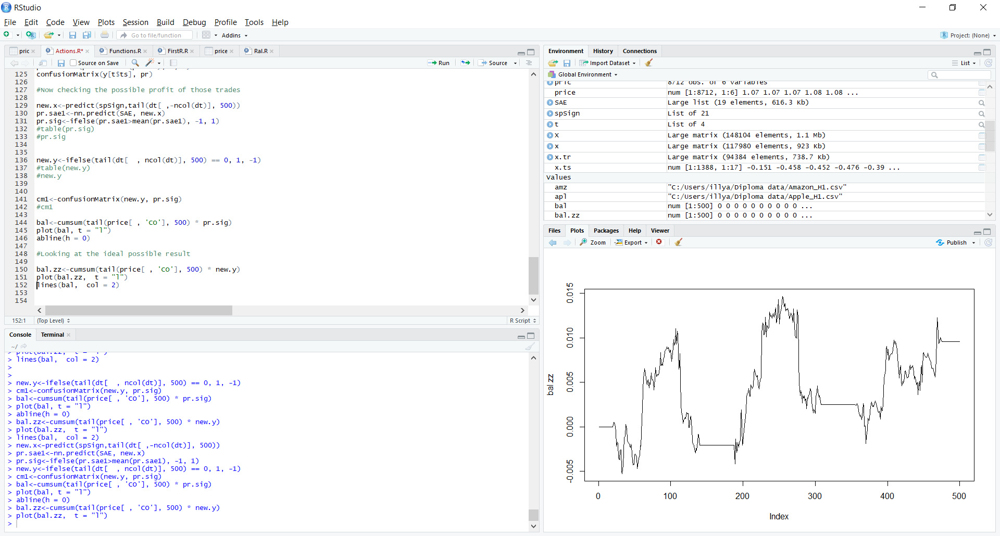 RStudio
File Edit Code View Plots Session Build Debug Profile Tools Help
Go to file/function Addins Project: (None)
pric Actions.R* Functions.R FirstR.R price Ral.R
Source on Save Run Source
125 confusionMatrix(y[t$ts], pr)
126
127 #Now checking the possible profit of those trades
128
129 new.x<-predict(spSign,tail(dt[ ,-ncol(dt)], 500))
130 pr.sae1<-nn.predict(SAE, new.x)
131 pr.sig<-ifelse(pr.sae1>mean(pr.sae1), -1, 1)
132 #table(pr.sig)
133 #pr.sig
134
135
136 new.y<-ifelse(tail(dt[  , ncol(dt)], 500) == 0, 1, -1)
137 #table(new.y)
138 #new.y
139
140
141 cm1<-confusionMatrix(new.y, pr.sig)
142 #cm1
143
144 bal<-cumsum(tail(price[ , 'CO'], 500) * pr.sig)
145 plot(bal, t = "l")
146 abline(h = 0)
147
148 #Looking at the ideal possible result
149
150 bal.zz<-cumsum(tail(price[ , 'CO'], 500) * new.y)
151 plot(bal.zz,  t = "l")
152 lines(bal,  col = 2)
153
154
152:1 (Top Level) R Script
Console Terminal
~/
> plot(bal.zz,  t = "l")
> lines(bal,  col = 2)
>
>
> new.y<-ifelse(tail(dt[  , ncol(dt)], 500) == 0, 1, -1)
> cm1<-confusionMatrix(new.y, pr.sig)
> bal<-cumsum(tail(price[ , 'CO'], 500) * pr.sig)
> plot(bal, t = "l")
> abline(h = 0)
> bal.zz<-cumsum(tail(price[ , 'CO'], 500) * new.y)
> plot(bal.zz,  t = "l")
> lines(bal,  col = 2)
> new.x<-predict(spSign,tail(dt[ ,-ncol(dt)], 500))
> pr.sae1<-nn.predict(SAE, new.x)
> pr.sig<-ifelse(pr.sae1>mean(pr.sae1), -1, 1)
> new.y<-ifelse(tail(dt[  , ncol(dt)], 500) == 0, 1, -1)
> cm1<-confusionMatrix(new.y, pr.sig)
> bal<-cumsum(tail(price[ , 'CO'], 500) * pr.sig)
> plot(bal, t = "l")
> abline(h = 0)
> bal.zz<-cumsum(tail(price[ , 'CO'], 500) * new.y)
> plot(bal.zz,  t = "l")
>
Environment History Connections
Import Dataset List
Global Environment
pric 8712 obs. of 6 variables
price num [1:8712, 1:6] 1.07 1.07 1.07 1.08 1.08 ...
SAE Large list (19 elements, 616.3 Kb)
spSign List of 21
t List of 4
X Large matrix (148104 elements, 1.1 Mb)
x Large matrix (117980 elements, 923 Kb)
x.tr Large matrix (94384 elements, 738.7 Kb)
x.ts num [1:1388, 1:17] -0.151 -0.458 -0.452 -0.476 -0.39 ...
Values
amz "C:/Users/illya/Diploma data/Amazon_H1.csv"
apl "C:/Users/illya/Diploma data/Apple_H1.csv"
bal num [1:500] 0 0 0 0 0 0 0 0 0 0 ...
bal.zz num [1:500] 0 0 0 0 0 0 0 0 0 0 ...
Files Plots Packages Help Viewer
Zoom Export Publish
0.015
0.010
0.005
0.000
-0.005
bal.zz
0 100 200 300 400 500
Index